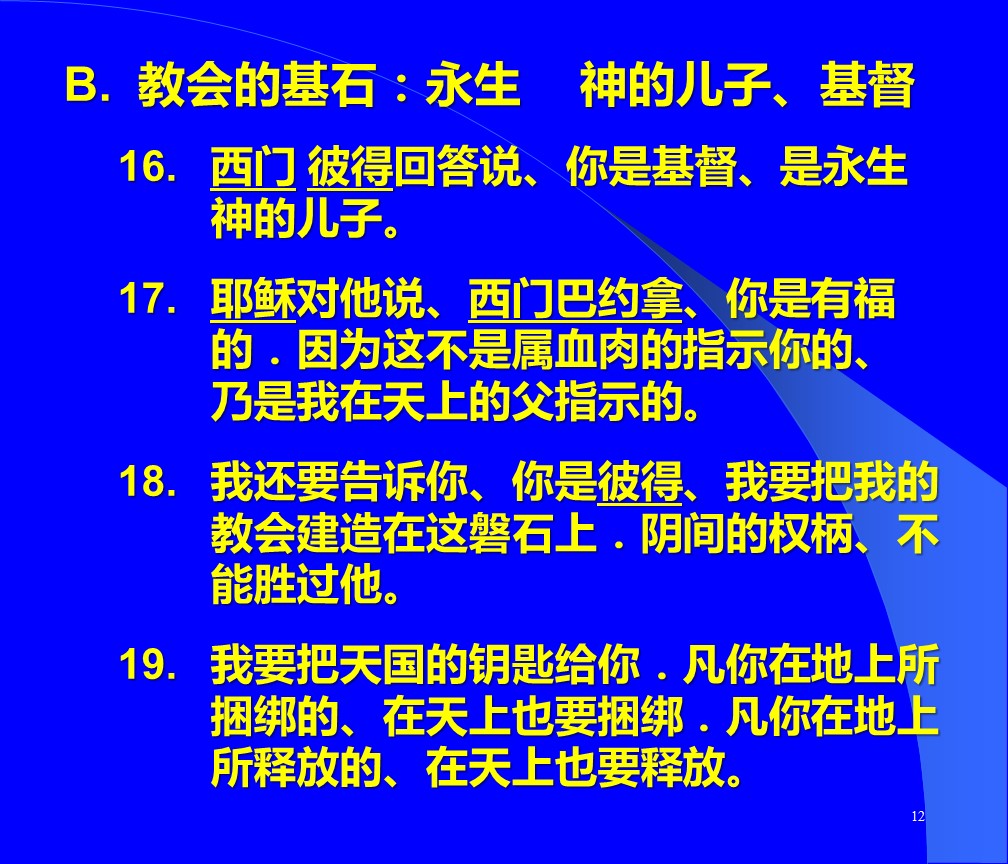 B. 教会的基石：永生　神的儿子、基督
16. 西门 彼得回答说、你是基督、是永生
神的儿子。
17. 耶稣对他说、西门巴约拿、你是有福
的．因为这不是属血肉的指示你的、
乃是我在天上的父指示的。
18. 我还要告诉你、你是彼得、我要把我的
教会建造在这磐石上．阴间的权柄、不
能胜过他。
19. 我要把天国的钥匙给你．凡你在地上所
捆绑的、在天上也要捆绑．凡你在地上
所释放的、在天上也要释放。
12